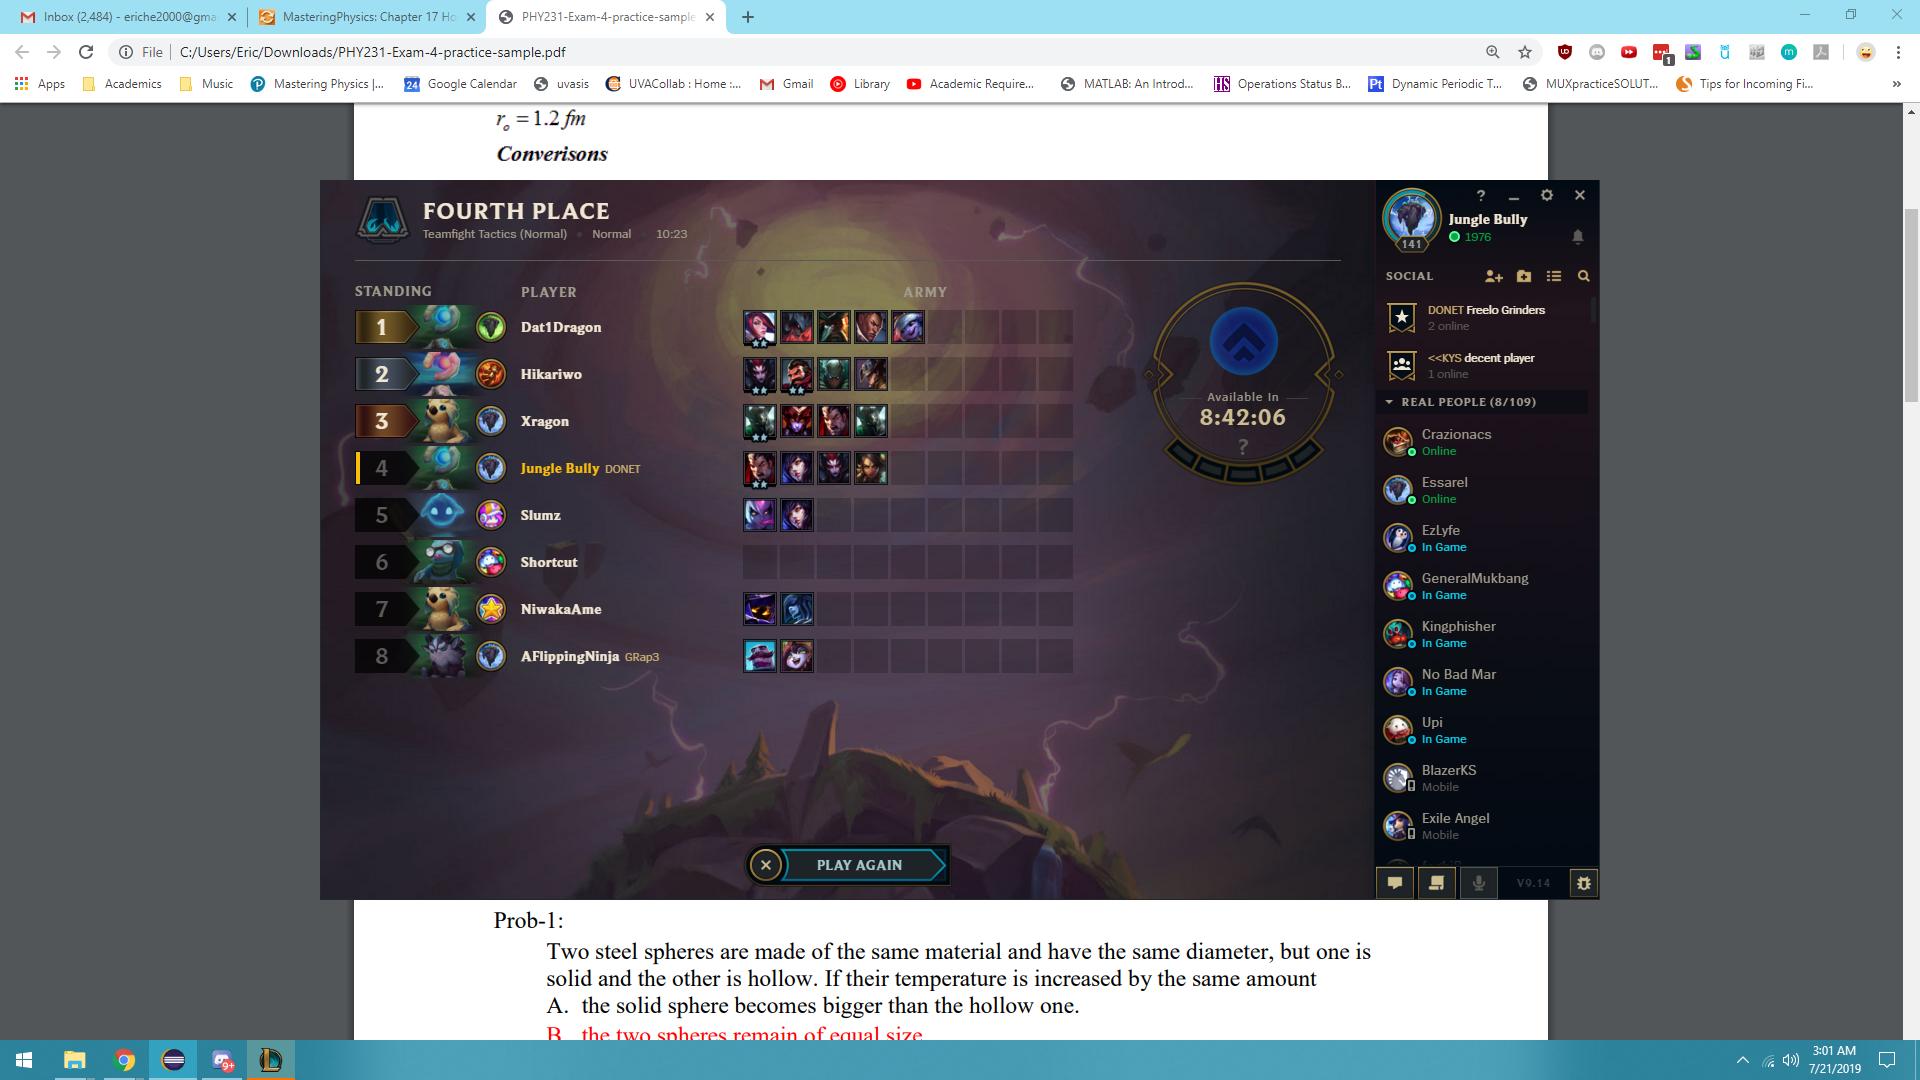 Inbox (2,484) - eriche2000@gma
MasteringPhysics: Chapter 17 Ho
PHY231-Exam-4-practice-sample
File
C:/Users/Eric/Downloads/PHY231-Exam-4-practice-sample.pdf
Apps
Academics
Music
Mastering Physics |...
Google Calendar
uvasis
UVACollab : Home :...
Gmail
Library
Academic Require...
MATLAB: An Introd...
Operations Status B...
Dynamic Periodic T...
MUXpracticeSOLUT...
Tips for Incoming Fi...
rₒ = 1.2 fm
Converisons
FOURTH PLACE
Teamfight Tactics (Normal) • Normal 10:23
STANDING PLAYER ARMY
1 Dat1Dragon
2 Hikariwo
3 Xragon
4 Jungle Bully DONET
5 Slumz
6 Shortcut
7 NiwakaAme
8 AFlippingNinja GRap3
Available In
8:42:06
?
PLAY AGAIN
?
Jungle Bully
1976
141
SOCIAL
DONET Freelo Grinders
2 online
<<KYS decent player
1 online
REAL PEOPLE (8/109)
Crazionacs
Online
Essarel
Online
EzLyfe
In Game
GeneralMukbang
In Game
Kingphisher
In Game
No Bad Mar
In Game
Upi
In Game
BlazerKS
Mobile
Exile Angel
Mobile
V9.14
Prob-1:
Two steel spheres are made of the same material and have the same diameter, but one is
solid and the other is hollow. If their temperature is increased by the same amount
A. the solid sphere becomes bigger than the hollow one.
B. the two spheres remain of equal size
9+
3:01 AM
7/21/2019